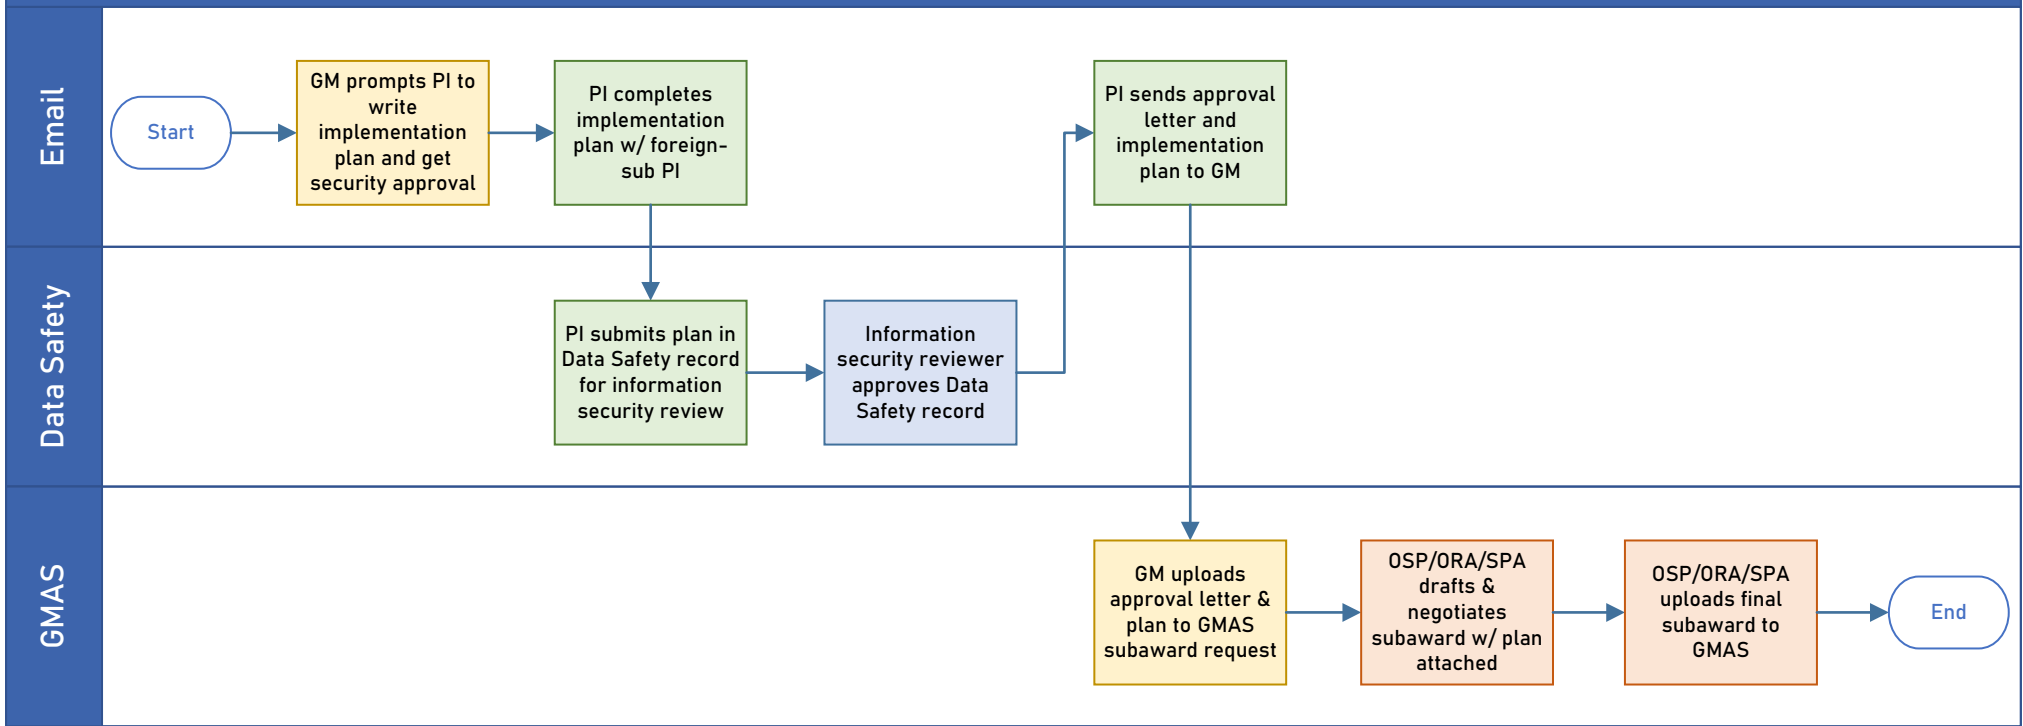 Email
Start
GM prompts PI to
write
implementation
plan and get
security approval
PI completes
implementation
plan w/ foreign-
sub PI
PI sends approval
letter and
implementation
plan to GM
Data Safety
PI submits plan in
Data Safety record
for information
security review
Information
security reviewer
approves Data
Safety record
GMAS
GM uploads
approval letter &
plan to GMAS
subaward request
OSP/ORA/SPA
drafts &
negotiates
subaward w/ plan
attached
OSP/ORA/SPA
uploads final
subaward to
GMAS
End